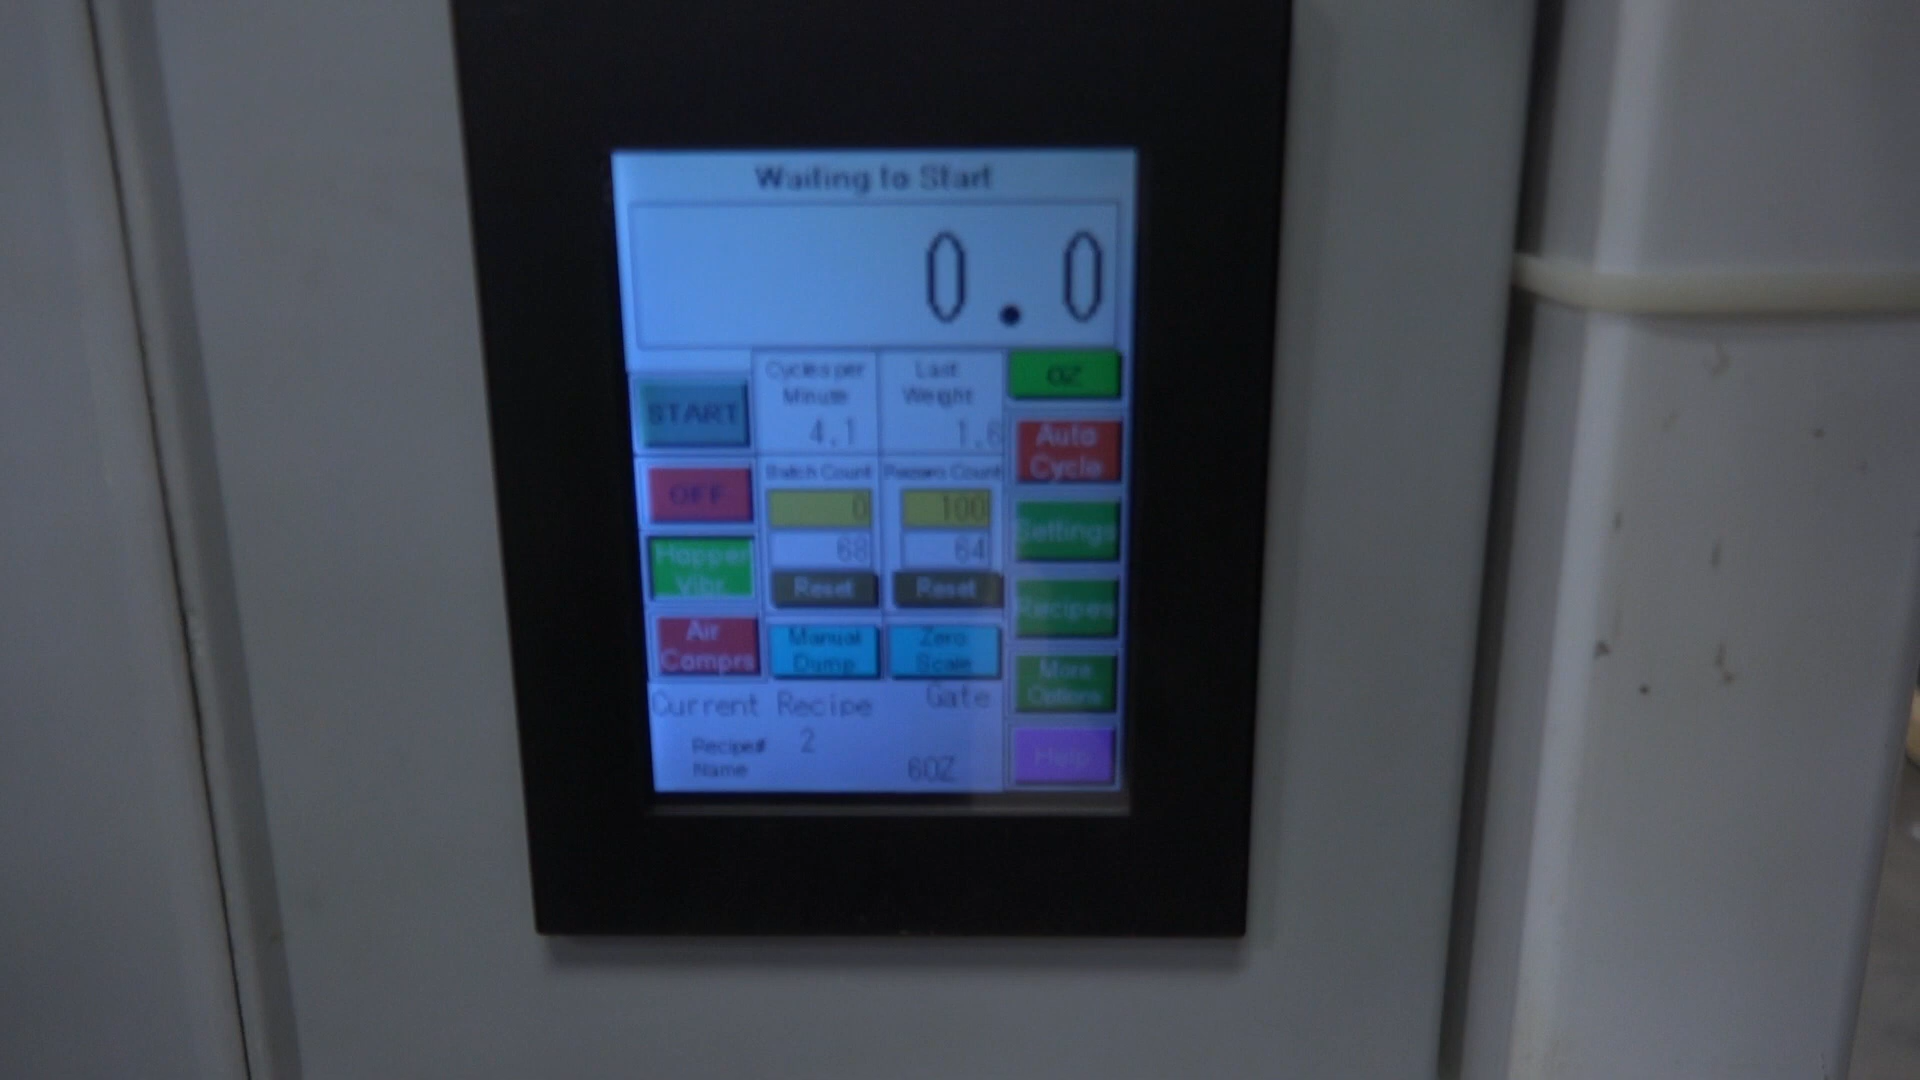 Waiting to Start
0.0
Cycles per
Minute
4.1
Last
Weight
1.6
OZ
START
Auto
Cycle
Batch Count
Rezero Count
OFF
0
100
Settings
68
64
Hopper
Vibr.
Reset
Reset
Recipes
Air
Comprs
Manual
Dump
Zero
Scale
More
Options
Current Recipe
Gate
Recipe#
2
Name
6OZ
Help